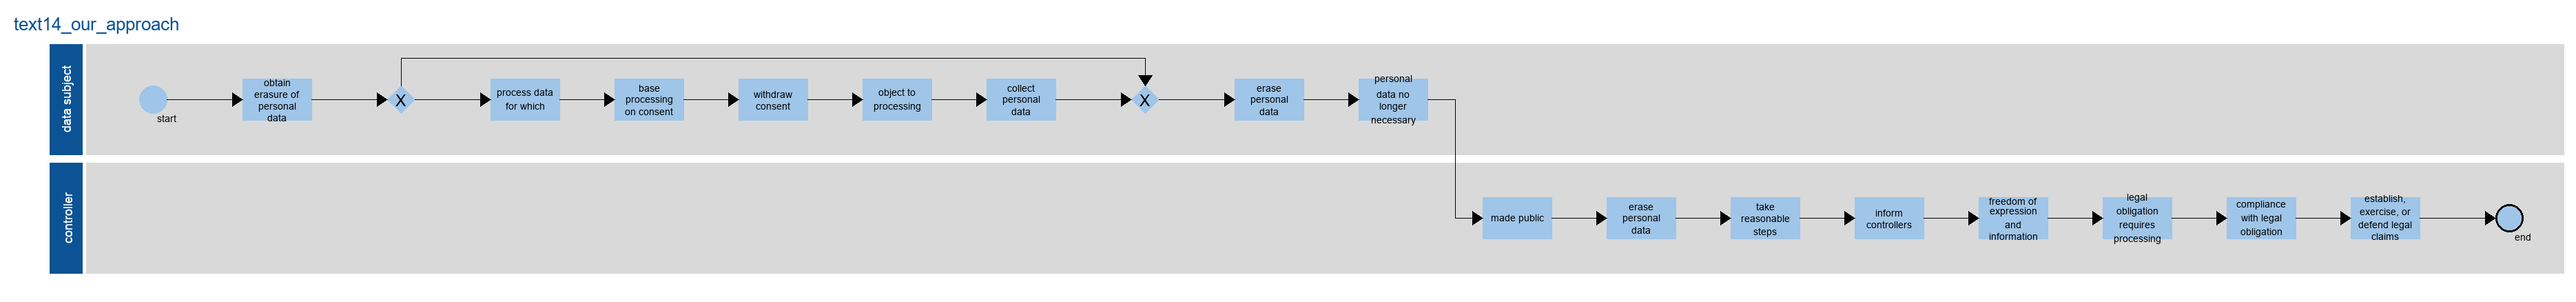 text14_our_approach
data subject
start
obtain
erasure of
personal
data
X
process data
for which
base
processing
on consent
withdraw
consent
object to
processing
collect
personal
data
X
erase
personal
data
personal
data no
longer
necessary
controller
made public
erase
personal
data
take
reasonable
steps
inform
controllers
freedom of
expression
and
information
legal
obligation
requires
processing
compliance
with legal
obligation
establish,
exercise, or
defend legal
claims
end